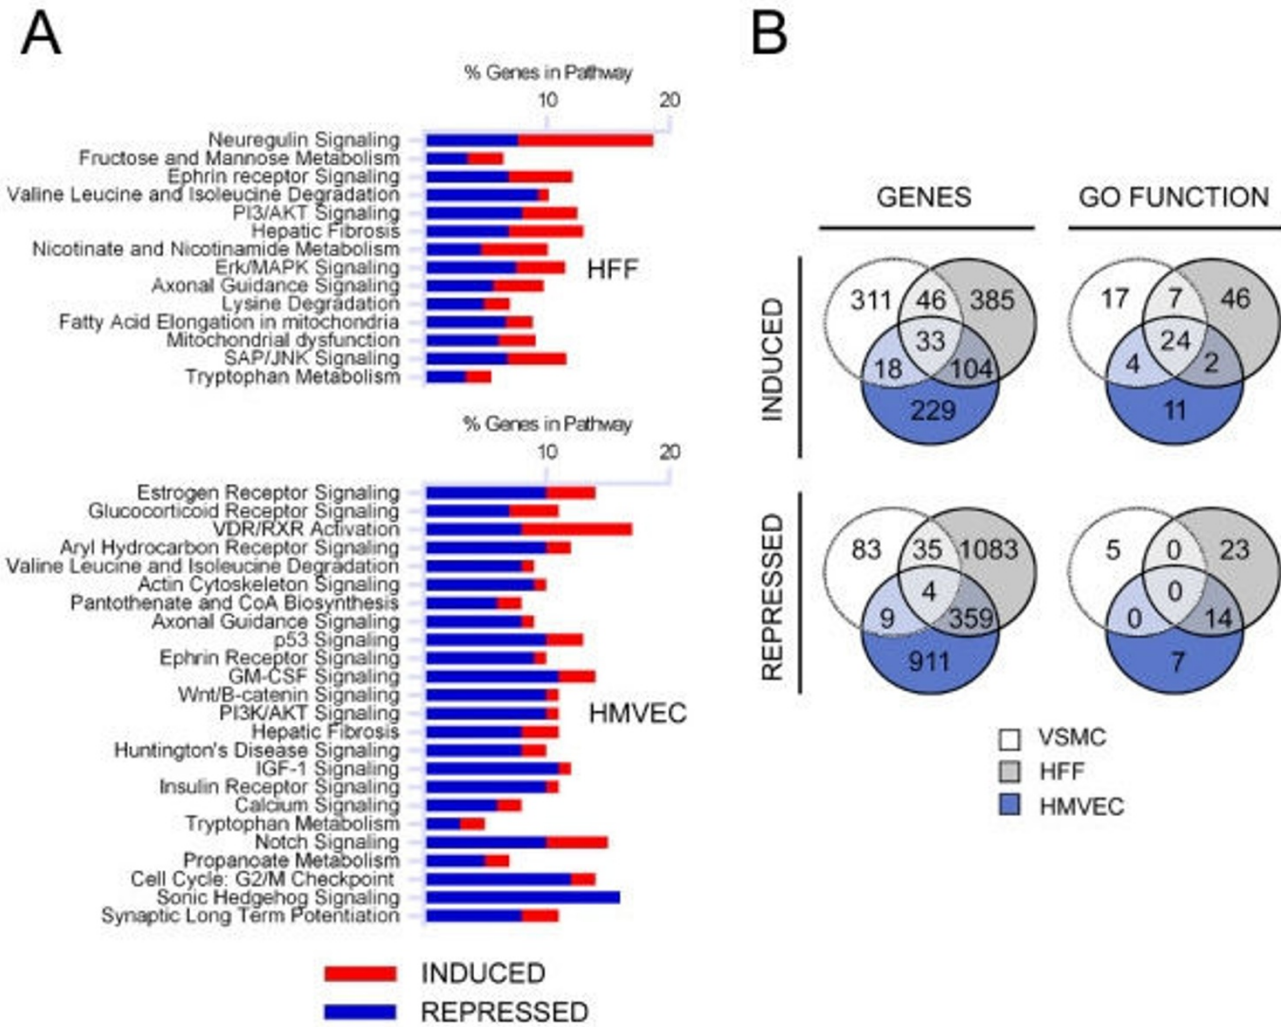 A
% Genes in Pathway
10 20
Neuregulin Signaling
Fructose and Mannose Metabolism
Ephrin receptor Signaling
Valine Leucine and Isoleucine Degradation
PI3/AKT Signaling
Hepatic Fibrosis
Nicotinate and Nicotinamide Metabolism
Erk/MAPK Signaling
HFF
Axonal Guidance Signaling
Lysine Degradation
Fatty Acid Elongation in mitochondria
Mitochondrial dysfunction
SAP/JNK Signaling
Tryptophan Metabolism
% Genes in Pathway
10 20
Estrogen Receptor Signaling
Glucocorticoid Receptor Signaling
VDR/RXR Activation
Aryl Hydrocarbon Receptor Signaling
Valine Leucine and Isoleucine Degradation
Actin Cytoskeleton Signaling
Pantothenate and CoA Biosynthesis
Axonal Guidance Signaling
p53 Signaling
Ephrin Receptor Signaling
GM-CSF Signaling
Wnt/B-catenin Signaling
PI3K/AKT Signaling
HMVEC
Hepatic Fibrosis
Huntington's Disease Signaling
IGF-1 Signaling
Insulin Receptor Signaling
Calcium Signaling
Tryptophan Metabolism
Notch Signaling
Propanoate Metabolism
Cell Cycle: G2/M Checkpoint
Sonic Hedgehog Signaling
Synaptic Long Term Potentiation
INDUCED
REPRESSED
B
GENES GO FUNCTION
INDUCED
311 46 385
33
18 104
229
17 7 46
24
4 2
11
REPRESSED
83 35 1083
4
9 359
911
5 0 23
0
0 14
7
VSMC
HFF
HMVEC